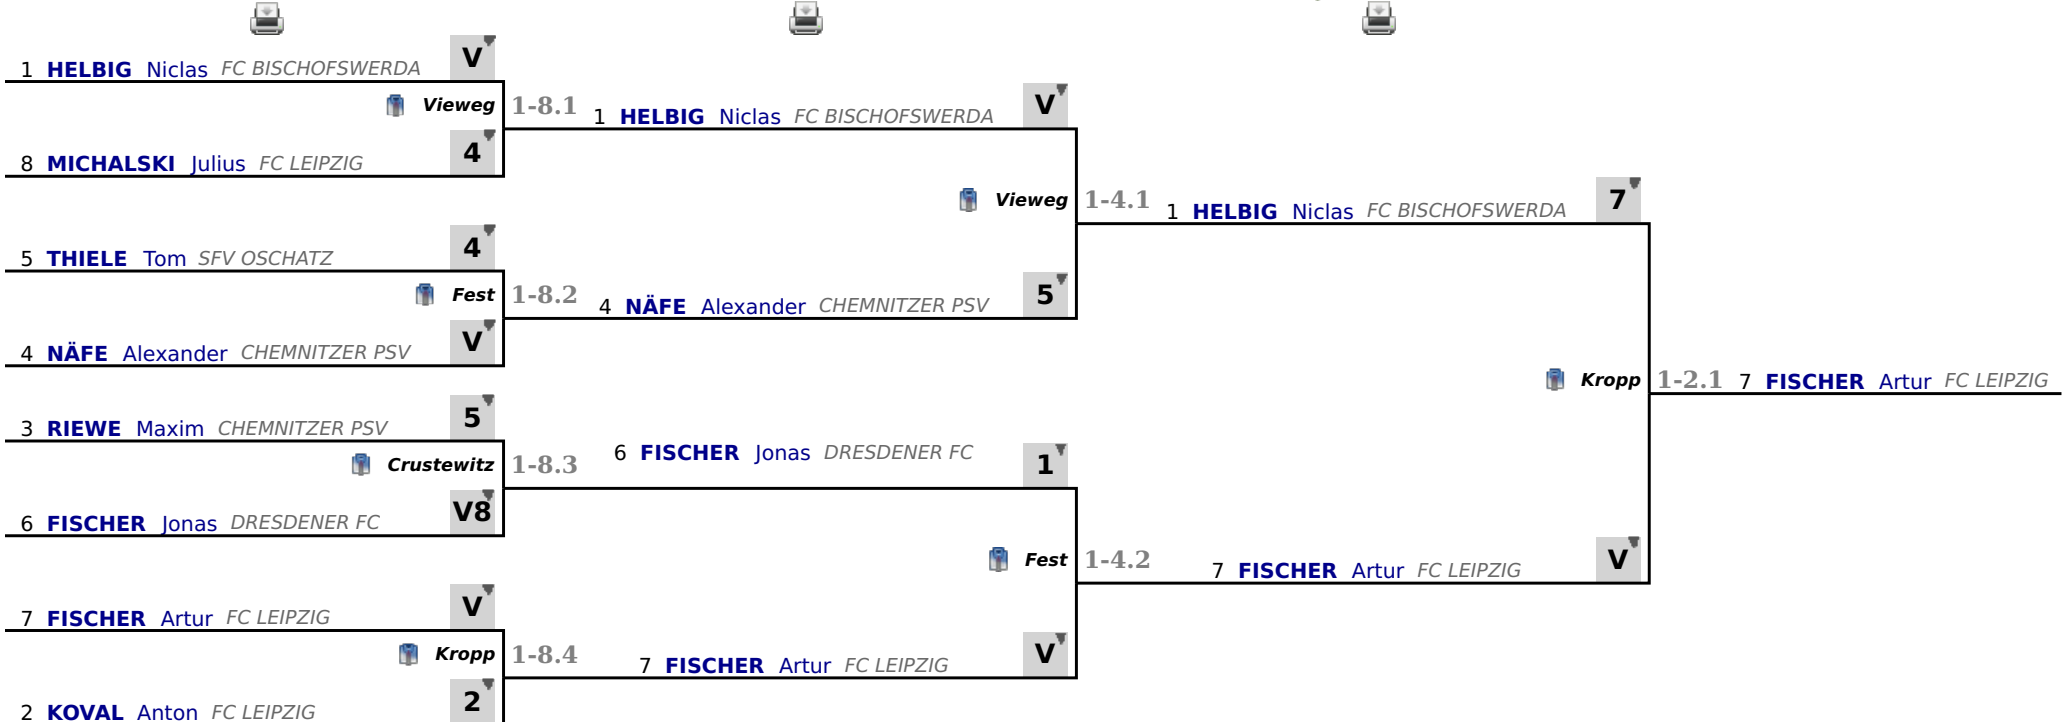 1 HELBIG Niclas FC BISCHOFSWERDA V
Vieweg 1-8.1
8 MICHALSKI Julius FC LEIPZIG 4
5 THIELE Tom SFV OSCHATZ 4
Fest 1-8.2
4 NÄFE Alexander CHEMNITZER PSV V
3 RIEWE Maxim CHEMNITZER PSV 5
Crustewitz 1-8.3
6 FISCHER Jonas DRESDENER FC V8
7 FISCHER Artur FC LEIPZIG V
Kropp 1-8.4
2 KOVAL Anton FC LEIPZIG 2
1 HELBIG Niclas FC BISCHOFSWERDA V
Vieweg 1-4.1
4 NÄFE Alexander CHEMNITZER PSV 5
6 FISCHER Jonas DRESDENER FC 1
Fest 1-4.2
7 FISCHER Artur FC LEIPZIG V
1 HELBIG Niclas FC BISCHOFSWERDA 7
Kropp 1-2.1
7 FISCHER Artur FC LEIPZIG V
7 FISCHER Artur FC LEIPZIG